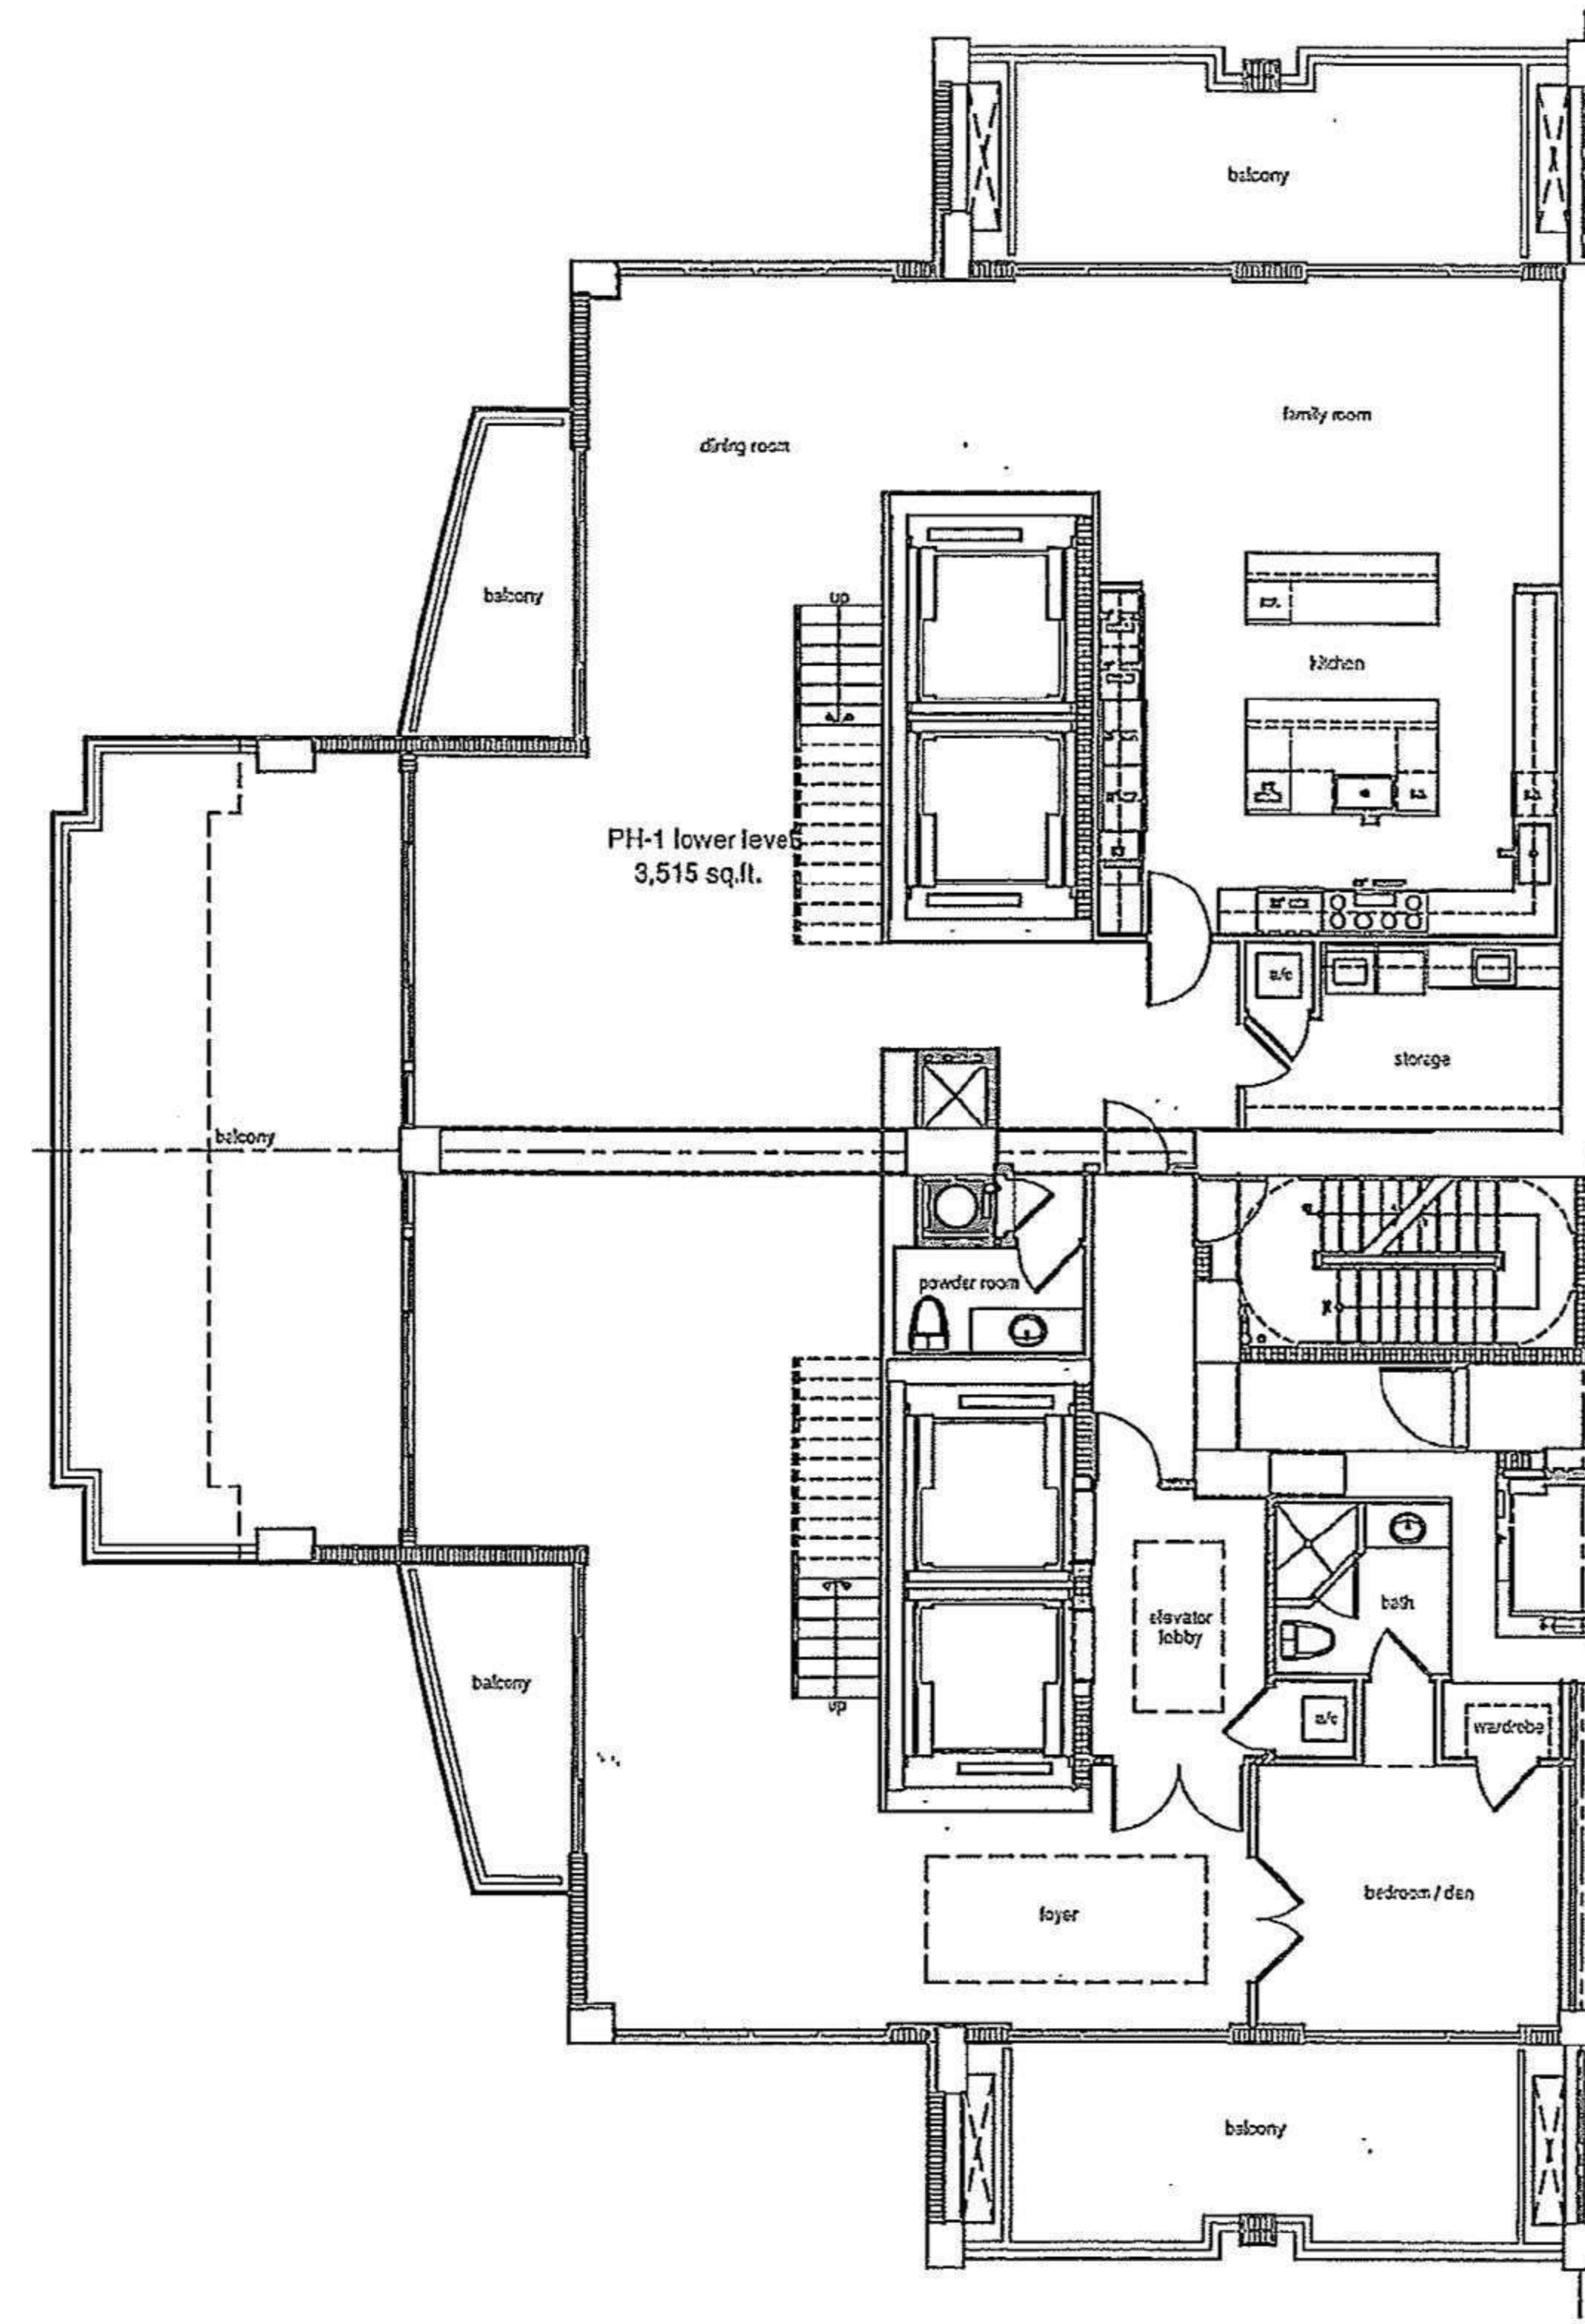 balcony
family room
dining room
balcony
up
kitchen
PH-1 lower level
3,515 sq.ft.
a/c
storage
balcony
powder room
elevator
lobby
bath
balcony
up
a/c
wardrobe
bedroom / den
foyer
balcony